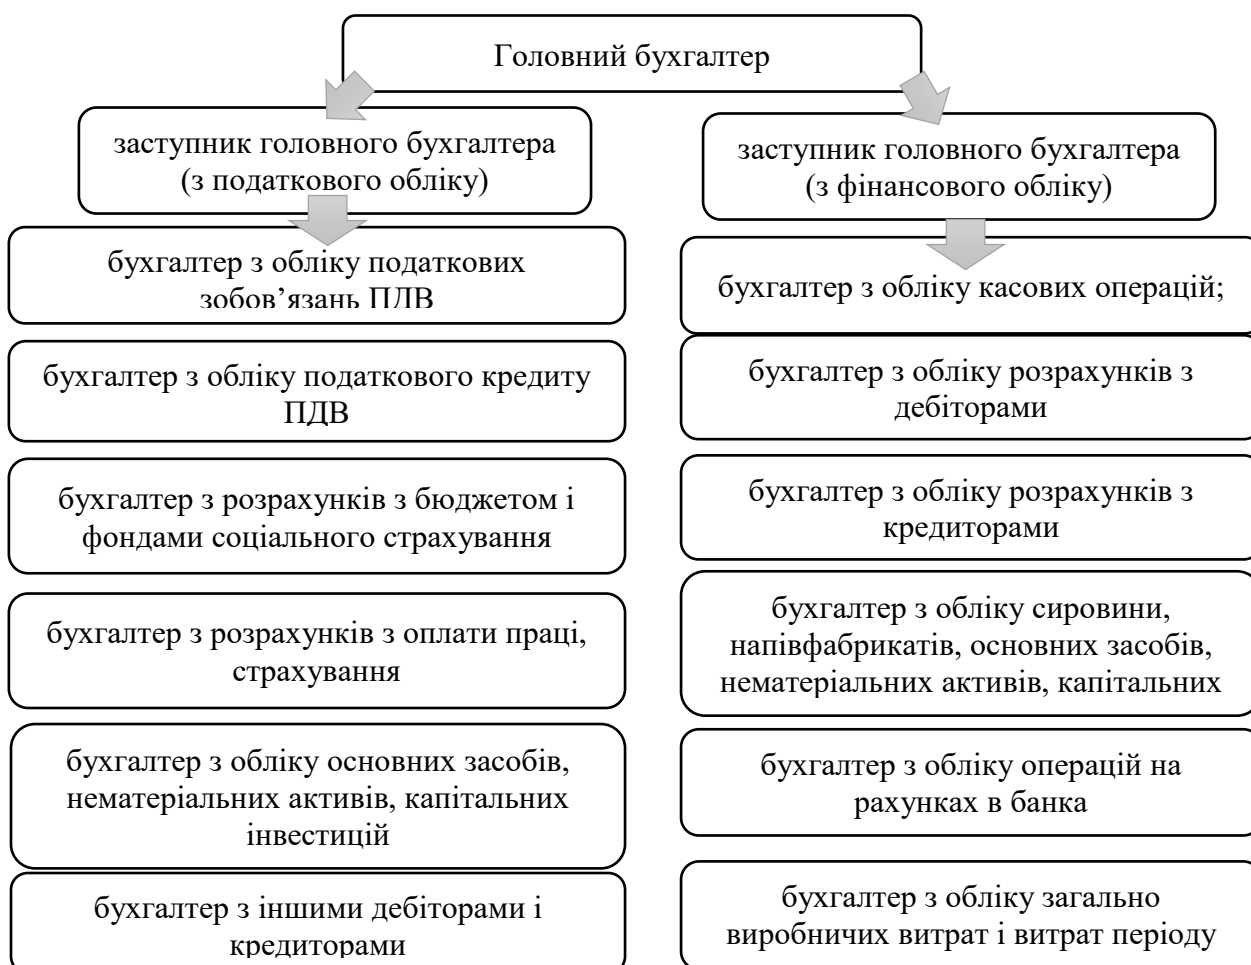 Головний бухгалтер
заступник головного бухгалтера
(з податкового обліку)
заступник головного бухгалтера
(з фінансового обліку)
бухгалтер з обліку податкових
зобов’язань ПДВ
бухгалтер з обліку податкового кредиту
ПДВ
бухгалтер з розрахунків з бюджетом і
фондами соціального страхування
бухгалтер з розрахунків з оплати праці,
страхування
бухгалтер з обліку основних засобів,
нематеріальних активів, капітальних
інвестицій
бухгалтер з іншими дебіторами і
кредиторами
бухгалтер з обліку касових операцій;
бухгалтер з обліку розрахунків з
дебіторами
бухгалтер з обліку розрахунків з
кредиторами
бухгалтер з обліку сировини,
напівфабрикатів, основних засобів,
нематеріальних активів, капітальних
бухгалтер з обліку операцій на
рахунках в банка
бухгалтер з обліку загально
виробничих витрат і витрат періоду